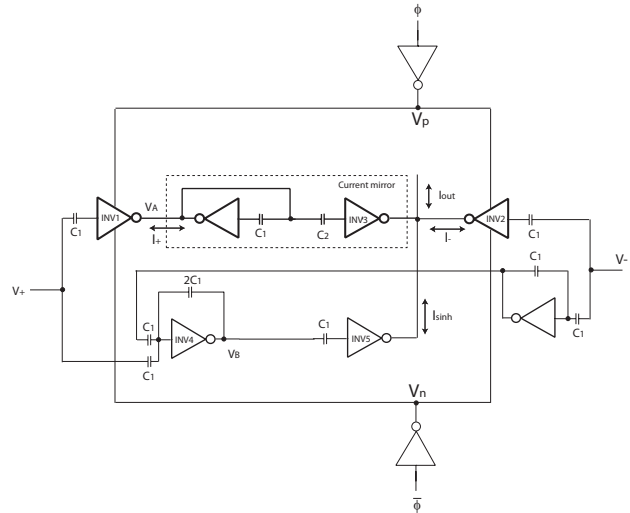 ϕ
Vp
Current mirror
Iout
VA
INV1
C1
I+
C1
C2
INV3
I-
INV2
C1
V-
C1
V+
2C1
C1
INV4
C1
VB
C1
INV5
Isinh
C1
Vn
ϕ̅